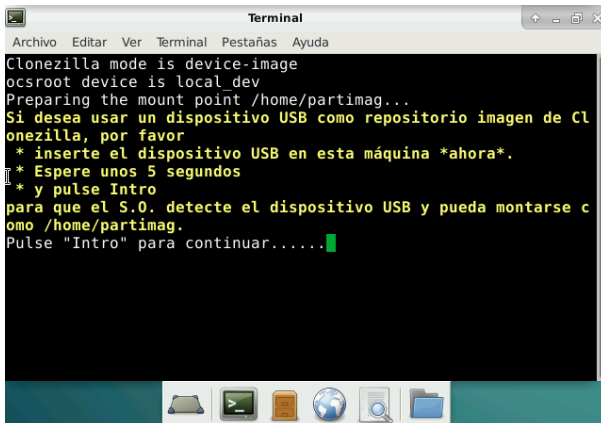 Terminal
Archivo Editar Ver Terminal Pestañas Ayuda
Clonezilla mode is device-image
ocsroot device is local_dev
Preparing the mount point /home/partimag...
Si desea usar un dispositivo USB como repositorio imagen de Cl
onezilla, por favor
* inserte el dispositivo USB en esta máquina *ahora*.
* Espere unos 5 segundos
* y pulse Intro
para que el S.O. detecte el dispositivo USB y pueda montarse c
omo /home/partimag.
Pulse "Intro" para continuar......